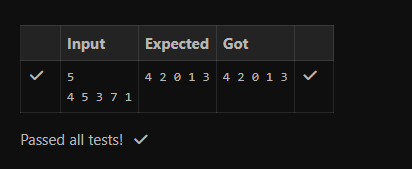 Input Expected Got
5 4 2 0 1 3 4 2 0 1 3
4 5 3 7 1
Passed all tests!